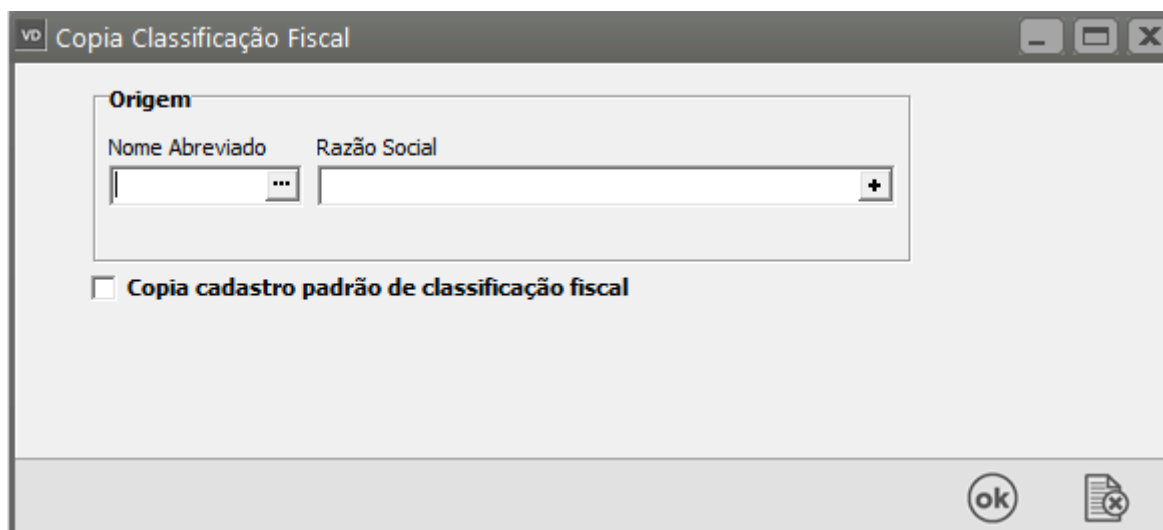 VD Copia Classificação Fiscal
Origem
Nome Abreviado Razão Social
Copia cadastro padrão de classificação fiscal
ok